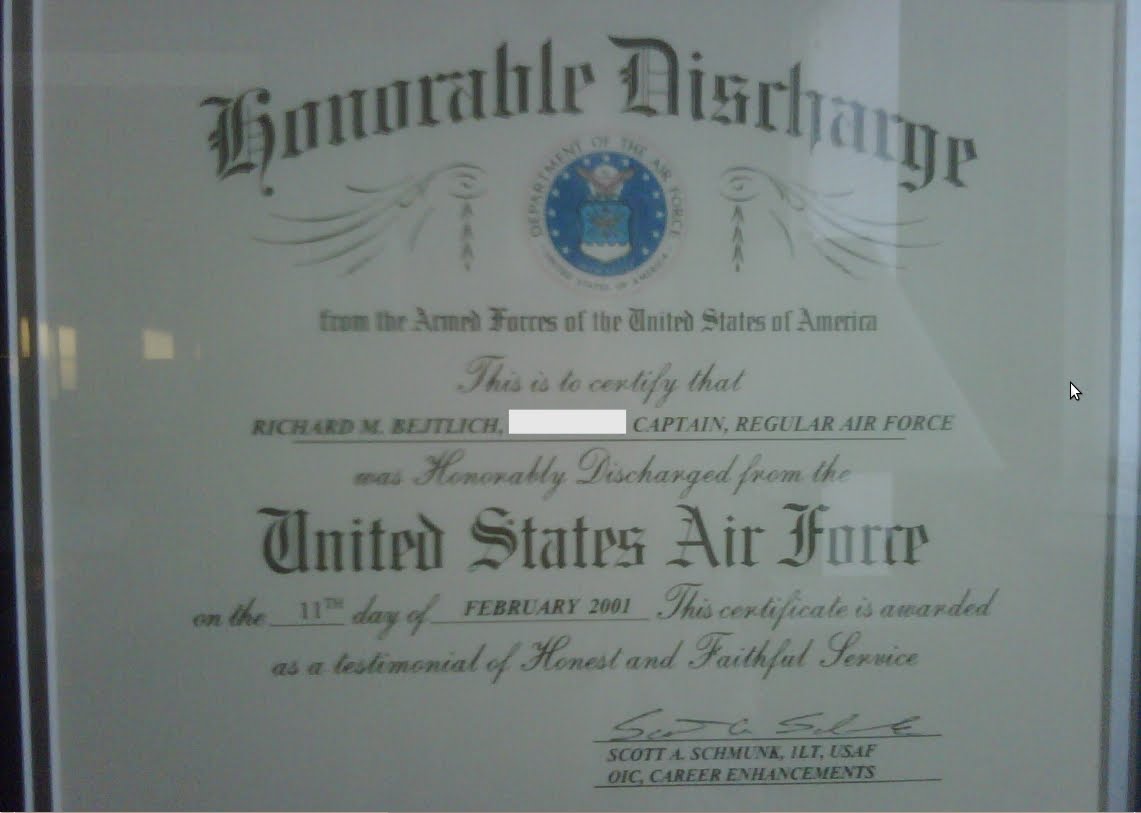 Honorable Discharge
DEPARTMENT OF THE AIR FORCE
UNITED STATES OF AMERICA
from the Armed Forces of the United States of America
This is to certify that
RICHARD M. BEJTLICH, CAPTAIN, REGULAR AIR FORCE
was Honorably Discharged from the
United States Air Force
on the 11TH day of FEBRUARY 2001 This certificate is awarded
as a testimonial of Honest and Faithful Service
Scott A. Schmunk
SCOTT A. SCHMUNK, 1LT, USAF
OIC, CAREER ENHANCEMENTS